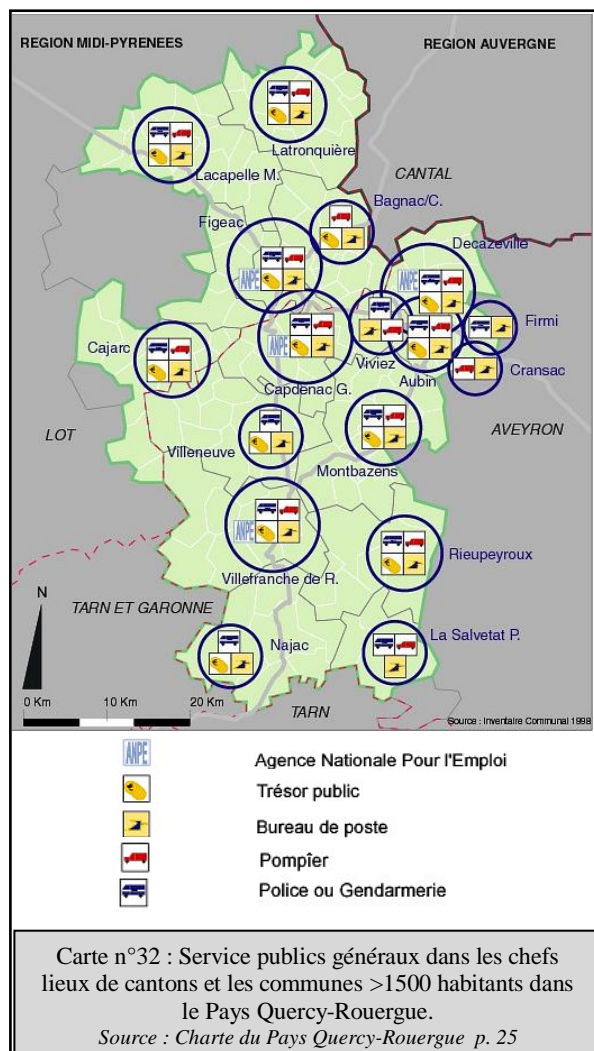 REGION MIDI-PYRENEES
REGION AUVERGNE
Latronquière
Lacapelle M.
CANTAL
Bagnac/C.
Figeac
Decazeville
ANPE
ANPE
Firmi
Cajarc
ANPE
Viviez
Capdenac G.
Aubin
Cransac
LOT
AVEYRON
Villeneuve
Montbazens
ANPE
Rieupeyroux
Villefranche de R.
N
TARN ET GARONNE
La Salvetat P.
Najac
0 Km
10 Km
20 Km
TARN
Source : Inventaire Communal 1998
ANPE
Agence Nationale Pour l'Emploi
Trésor public
Bureau de poste
Pompîer
Police ou Gendarmerie
Carte n°32 : Service publics généraux dans les chefs
lieux de cantons et les communes >1500 habitants dans
le Pays Quercy-Rouergue.
Source : Charte du Pays Quercy-Rouergue p. 25